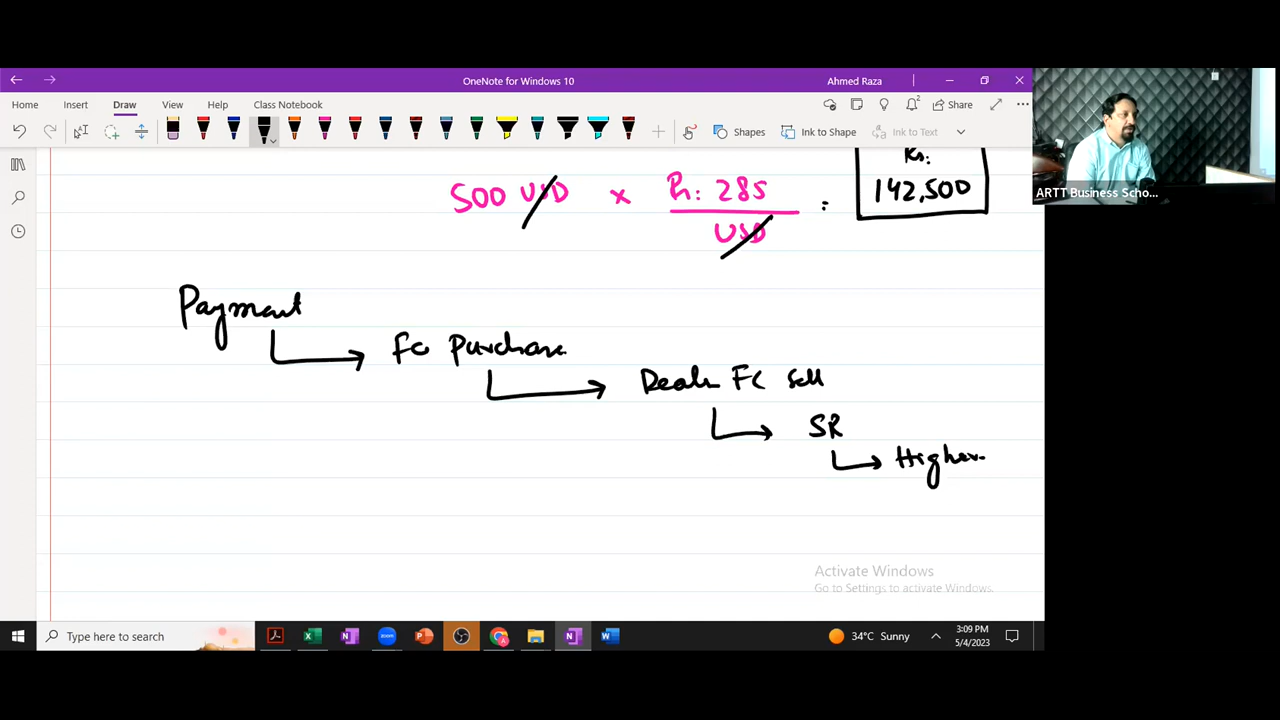 OneNote for Windows 10
Ahmed Raza
Home Insert Draw View Help Class Notebook
Share
Shapes Ink to Shape Ink to Text
Rs:
500 USD x Rs: 285 = 142,500
USD
Payment
FC Purchase
Dealer FC Sell
SR
Higher
ARTT Business Scho...
Activate Windows
Go to Settings to activate Windows.
Type here to search
34°C Sunny
3:09 PM
5/4/2023
2